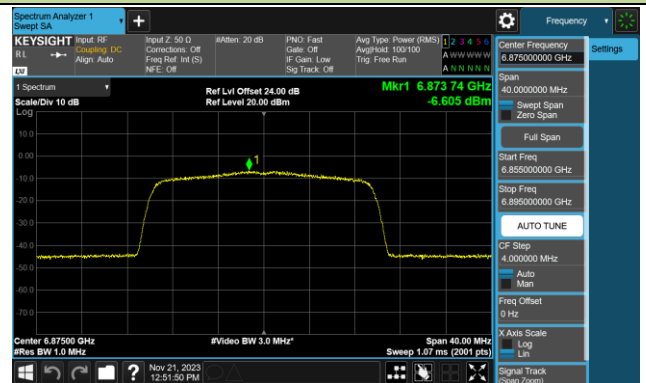 Spectrum Analyzer 1
Swept SA
Frequency
KEYSIGHT
RL
LXI
Input: RF
Coupling: DC
Align: Auto
Input Z: 50 Ω
Corrections: Off
Freq Ref: Int (S)
NFE: Off
#Atten: 20 dB
PNO: Fast
Gate: Off
IF Gain: Low
Sig Track: Off
Avg Type: Power (RMS)
Avg|Hold: 100/100
Trig: Free Run
1 2 3 4 5 6
A W W W W W
A N N N N N
Center Frequency
6.875000000 GHz
Settings
Span
40.0000000 MHz
Swept Span
Zero Span
Full Span
Start Freq
6.855000000 GHz
Stop Freq
6.895000000 GHz
AUTO TUNE
CF Step
4.000000 MHz
Auto
Man
Freq Offset
0 Hz
X Axis Scale
Log
Lin
Signal Track
(Span Zoom)
1 Spectrum
Scale/Div 10 dB
Log
Ref Lvl Offset 24.00 dB
Ref Level 20.00 dBm
Mkr1 6.873 74 GHz
-6.605 dBm
10.0
0.00
-10.0
-20.0
-30.0
-40.0
-50.0
-60.0
-70.0
1
Center 6.87500 GHz
#Res BW 1.0 MHz
#Video BW 3.0 MHz*
Span 40.00 MHz
Sweep 1.07 ms (2001 pts)
?
Nov 21, 2023
12:51:50 PM